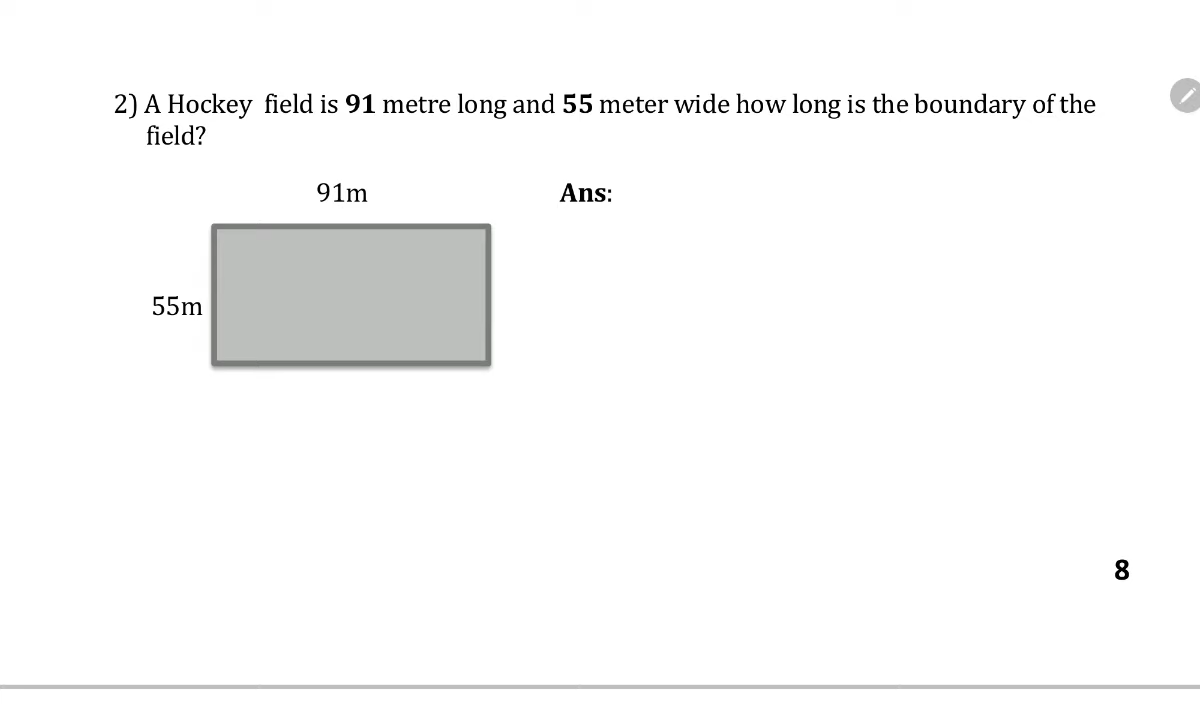 2) A Hockey field is 91 metre long and 55 meter wide how long is the boundary of the
field?
91m
Ans:
55m
8